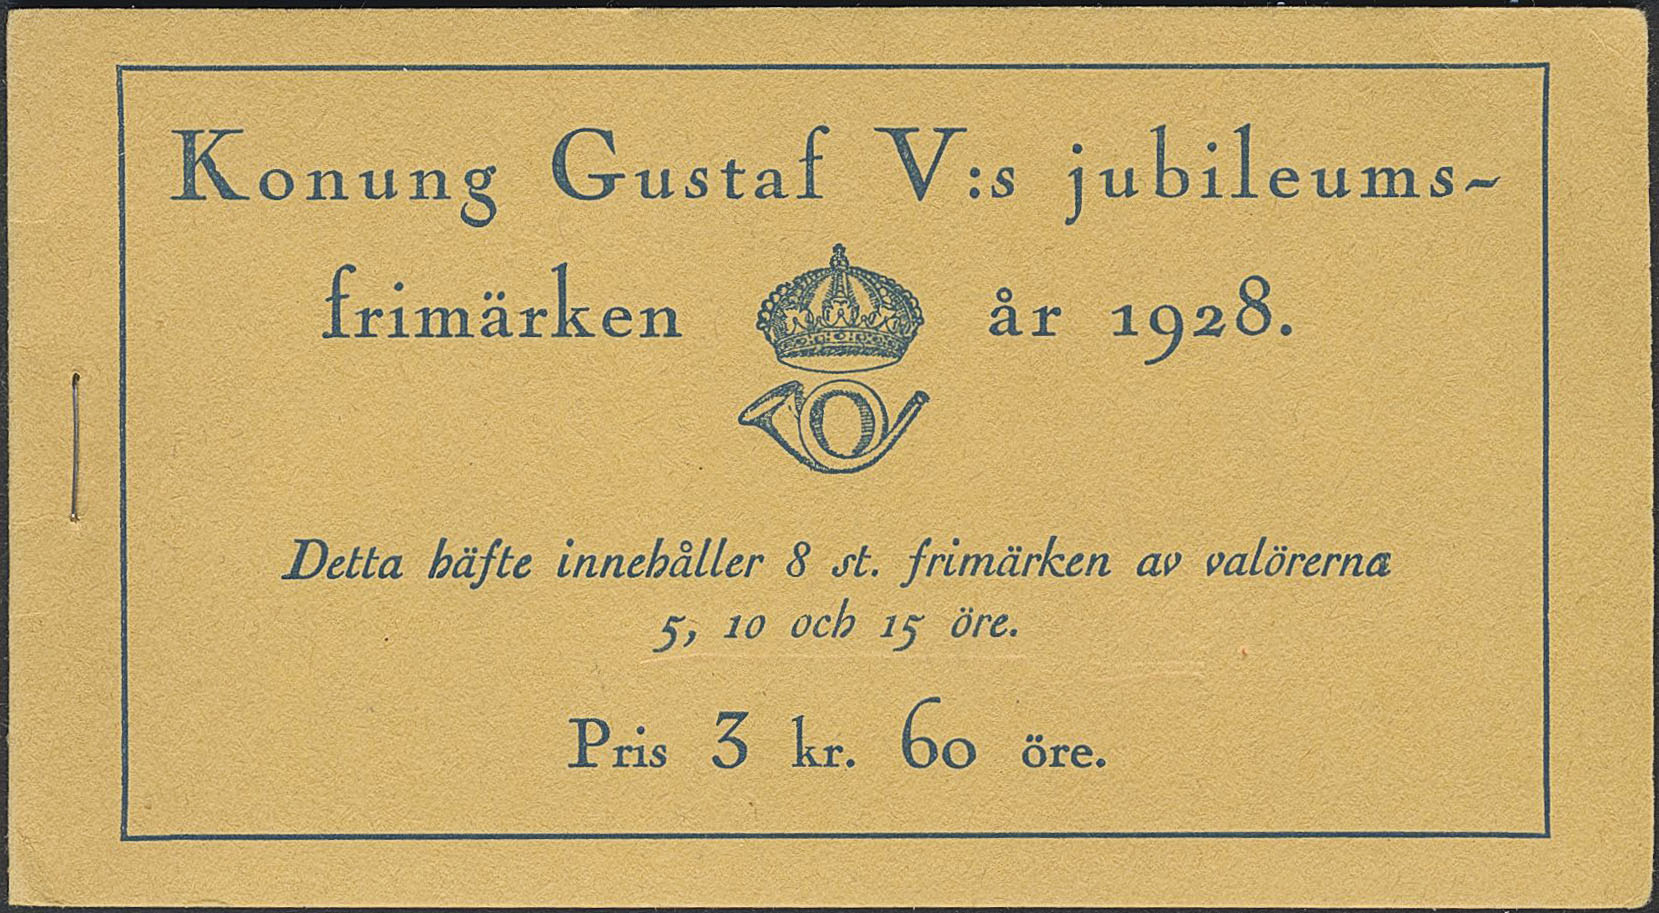 Konung Gustaf V:s jubileums-
frimärken år 1928.
Detta häfte innehåller 8 st. frimärken av valörerna
5, 10 och 15 öre.
Pris 3 kr. 60 öre.